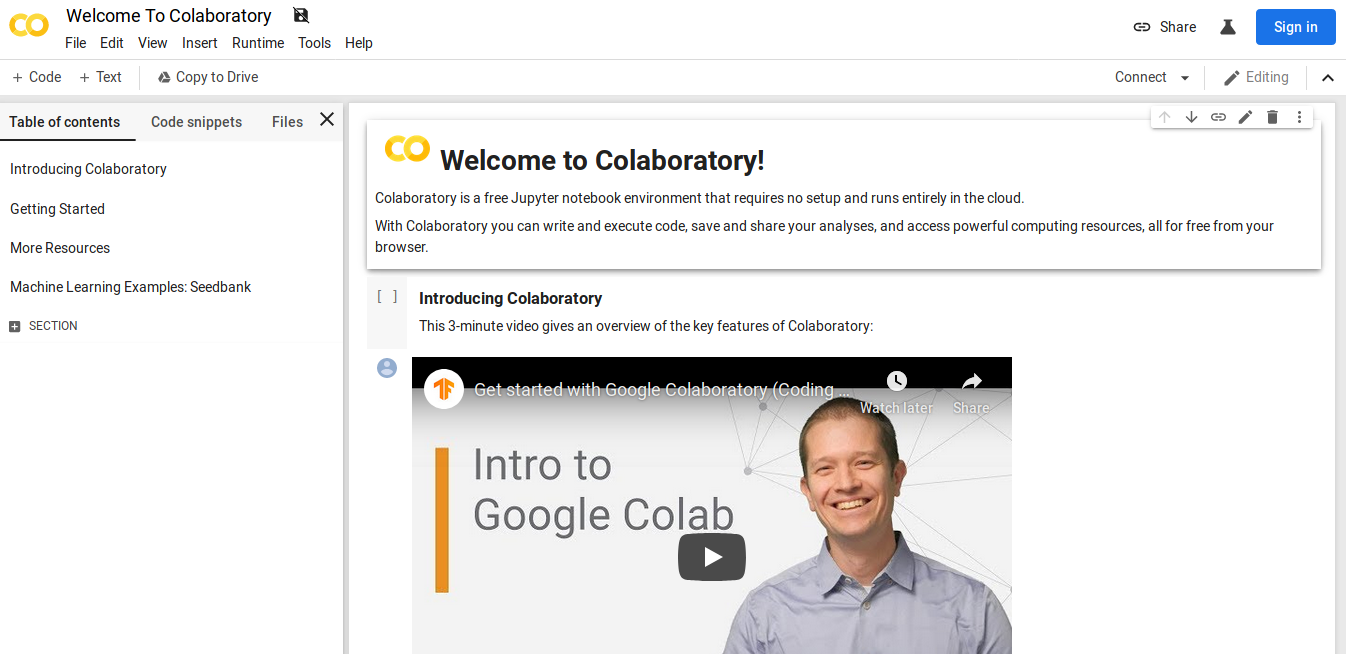 Welcome To Colaboratory
File Edit View Insert Runtime Tools Help
Share
Sign in
+ Code + Text Copy to Drive
Connect
Editing
Table of contents Code snippets Files
Introducing Colaboratory
Getting Started
More Resources
Machine Learning Examples: Seedbank
SECTION
Welcome to Colaboratory!
Colaboratory is a free Jupyter notebook environment that requires no setup and runs entirely in the cloud.
With Colaboratory you can write and execute code, save and share your analyses, and access powerful computing resources, all for free from your
browser.
[ ] Introducing Colaboratory
This 3-minute video gives an overview of the key features of Colaboratory:
Get started with Google Colaboratory (Coding ...
Watch later
Share
Intro to
Google Colab